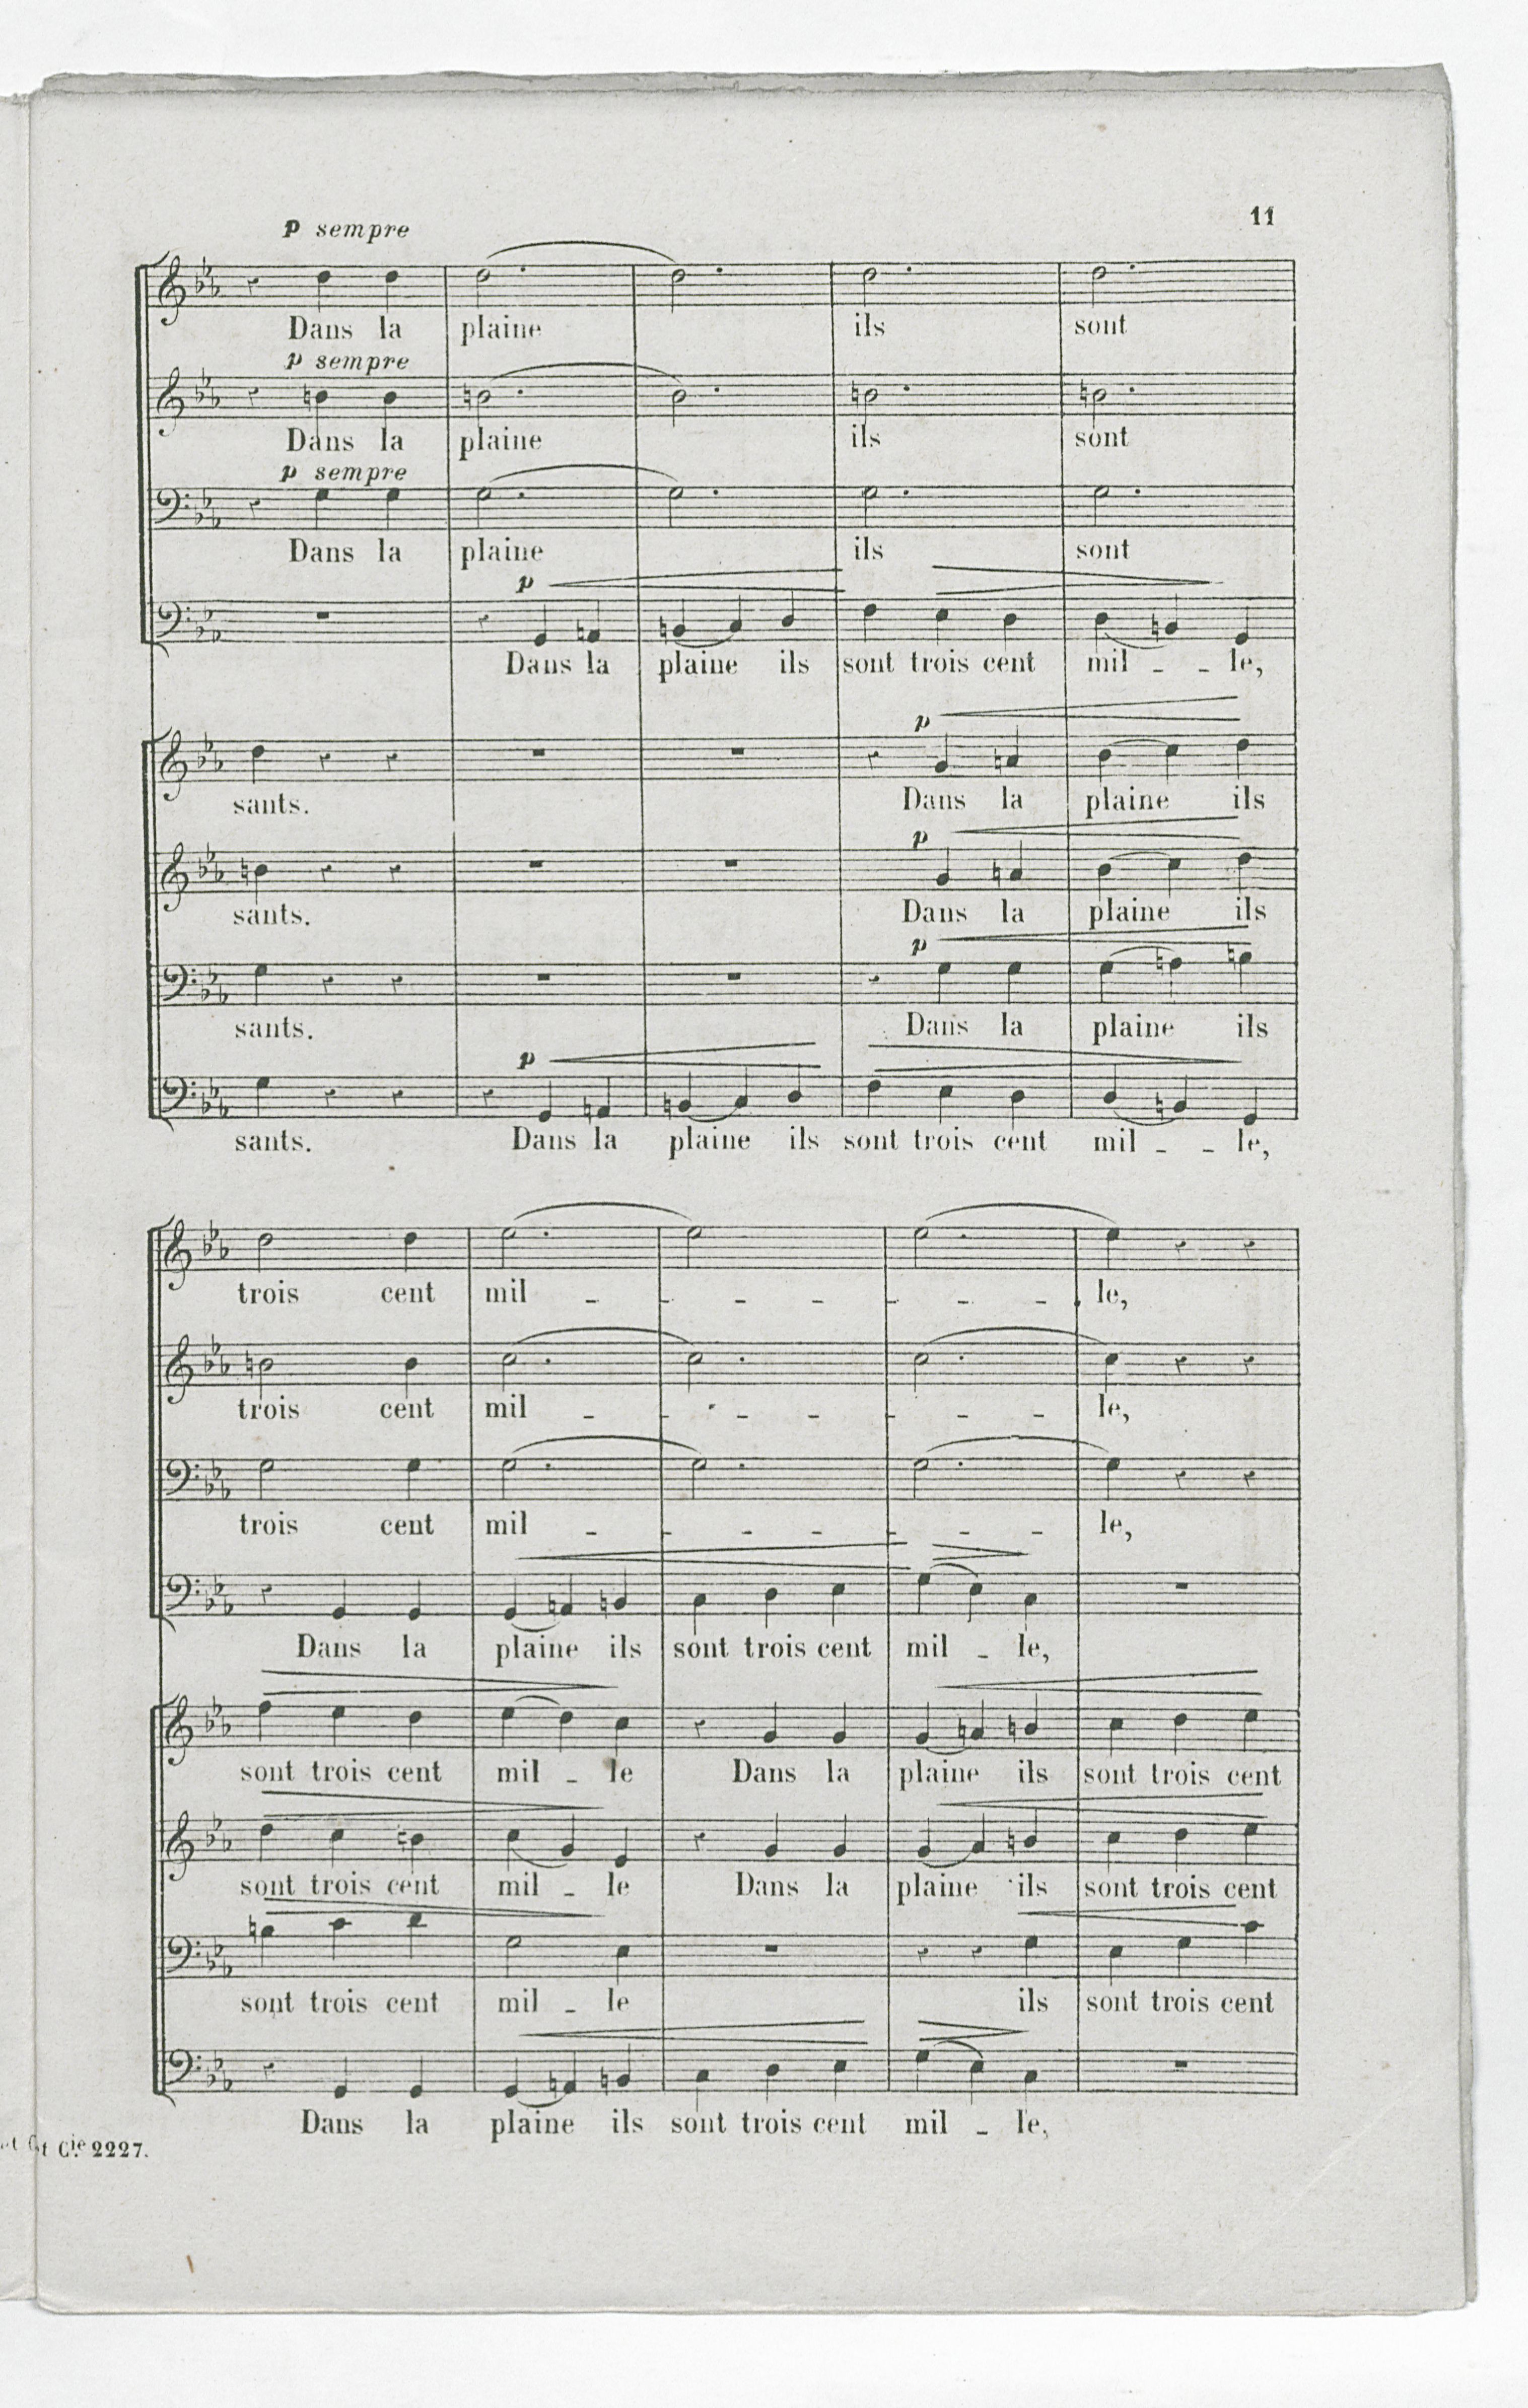 11
p sempre
Dans la plaine ils sont
p sempre
Dans la plaine ils sont
p sempre
Dans la plaine ils sont
p
Dans la plaine ils sont trois cent mil - - le,
p
sants. Dans la plaine ils
p
sants. Dans la plaine ils
p
sants. Dans la plaine ils
p
sants. Dans la plaine ils sont trois cent mil - - le,
trois cent mil - - - - - - - le,
trois cent mil - - - - - - - le,
trois cent mil - - - - - - - le,
Dans la plaine ils sont trois cent mil - le,
sont trois cent mil - le Dans la plaine ils sont trois cent
sont trois cent mil - le Dans la plaine ils sont trois cent
sont trois cent mil - le ils sont trois cent
Dans la plaine ils sont trois cent mil - le,
t Cie 2227.